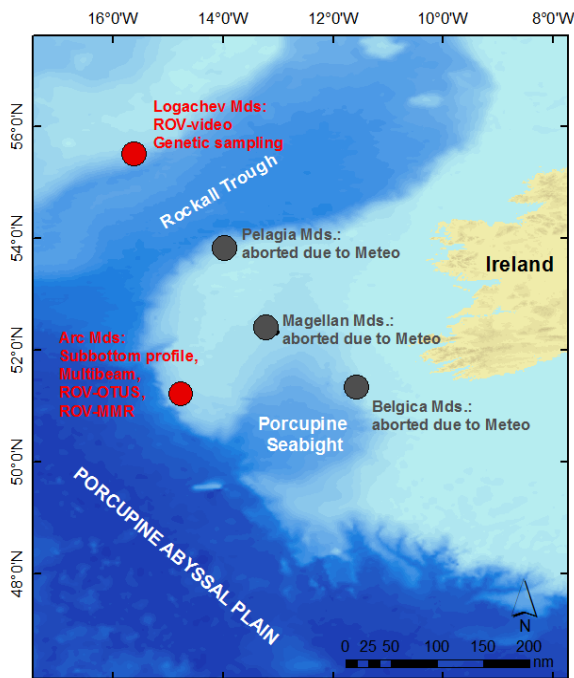 16°0'W 14°0'W 12°0'W 10°0'W 8°0'W
56°0'N
54°0'N
52°0'N
50°0'N
48°0'N
Logachev Mds:
ROV-video
Genetic sampling
Rockall Trough
Pelagia Mds.:
aborted due to Meteo
Ireland
Magellan Mds.:
aborted due to Meteo
Arc Mds:
Subbottom profile,
Multibeam,
ROV-OTUS,
ROV-MMR
Belgica Mds.:
aborted due to Meteo
Porcupine
Seabight
PORCUPINE ABYSSAL PLAIN
N
0 25 50 100 150 200
nm